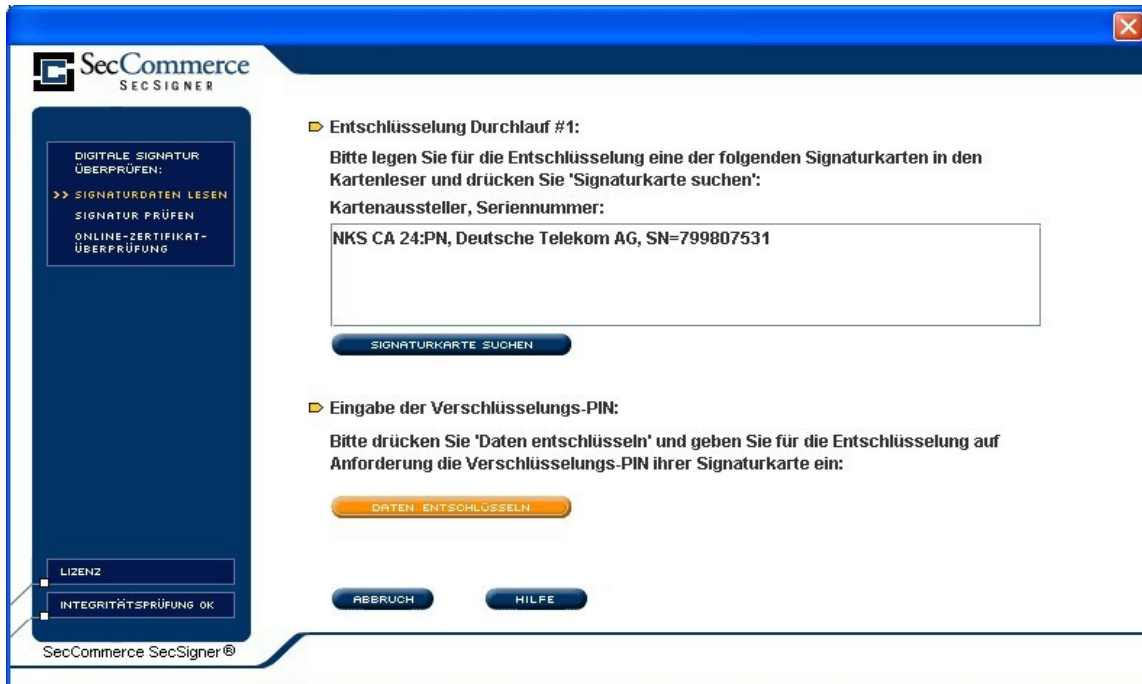 SecCommerce
SECSIGNER
DIGITALE SIGNATUR
ÜBERPRÜFEN:
>> SIGNATURDATEN LESEN
SIGNATUR PRÜFEN
ONLINE-ZERTIFIKAT-
ÜBERPRÜFUNG
LIZENZ
INTEGRITÄTSPRÜFUNG OK
SecCommerce SecSigner®
Entschlüsselung Durchlauf #1:
Bitte legen Sie für die Entschlüsselung eine der folgenden Signaturkarten in den
Kartenleser und drücken Sie 'Signaturkarte suchen':
Kartenaussteller, Seriennummer:
NKS CA 24:PN, Deutsche Telekom AG, SN=799807531
SIGNATURKARTE SUCHEN
Eingabe der Verschlüsselungs-PIN:
Bitte drücken Sie 'Daten entschlüsseln' und geben Sie für die Entschlüsselung auf
Anforderung die Verschlüsselungs-PIN ihrer Signaturkarte ein:
DATEN ENTSCHLÜSSELN
ABBRUCH
HILFE